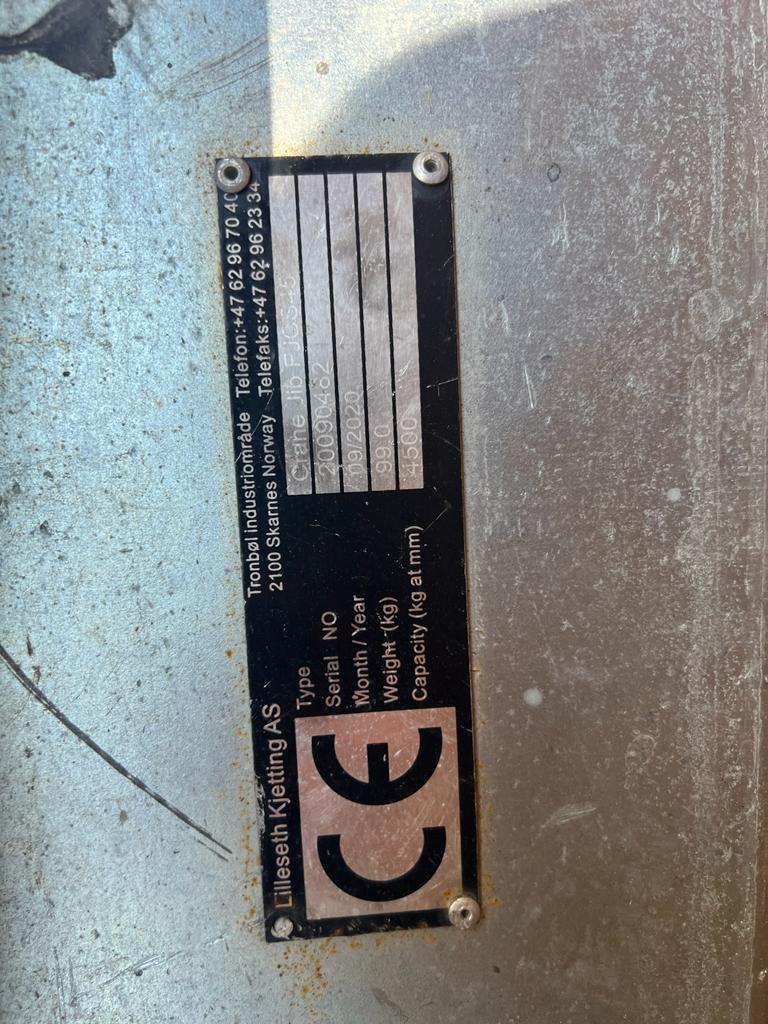 Lilleseth Kjetting AS
Tronbøl industriområde Telefon:+47 62 96 70 40
2100 Skarnes Norway Telefaks:+47 62 96 23 34
CE
Type Crane Jib
Serial NO 20090482
Month / Year 09/2020
Weight (kg) 99.0
Capacity (kg at mm) 4500